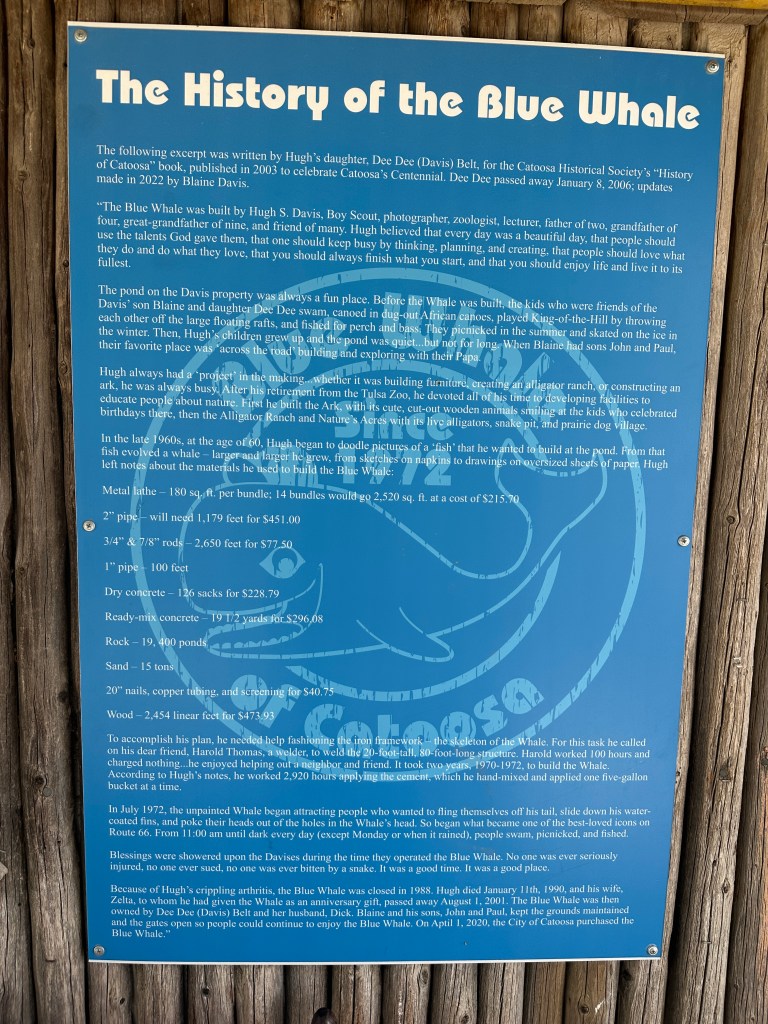 The History of the Blue Whale
The following excerpt was written by Hugh's daughter, Dee Dee (Davis) Belt, for the Catoosa Historical Society's "History
of Catoosa" book, published in 2003 to celebrate Catoosa's Centennial. Dee Dee passed away January 8, 2006; updates
made in 2022 by Blaine Davis.
"The Blue Whale was built by Hugh S. Davis, Boy Scout, photographer, zoologist, lecturer, father of two, grandfather of
four, great-grandfather of nine, and friend of many. Hugh believed that every day was a beautiful day, that people should
use the talents God gave them, that one should keep busy by thinking, planning, and creating, that people should love what
they do and do what they love, that you should always finish what you start, and that you should enjoy life and live it to its
fullest.
The pond on the Davis property was always a fun place. Before the Whale was built, the kids who were friends of the
Davis' son Blaine and daughter Dee Dee swam, canoed in dug-out African canoes, played King-of-the-Hill by throwing
each other off the large floating rafts, and fished for perch and bass. They picnicked in the summer and skated on the ice in
the winter. Then, Hugh's children grew up and the pond was quiet...but not for long. When Blaine had sons John and Paul,
their favorite place was 'across the road' building and exploring with their Papa.
Hugh always had a 'project' in the making...whether it was building furniture, creating an alligator ranch, or constructing an
ark, he was always busy. After his retirement from the Tulsa Zoo, he devoted all of his time to developing facilities to
educate people about nature. First he built the Ark, with its cute, cut-out wooden animals smiling at the kids who celebrated
birthdays there, then the Alligator Ranch and Nature's Acres with its live alligators, snake pit, and prairie dog village.
In the late 1960s, at the age of 60, Hugh began to doodle pictures of a 'fish' that he wanted to build at the pond. From that
fish evolved a whale – larger and larger he grew, from sketches on napkins to drawings on oversized sheets of paper. Hugh
left notes about the materials he used to build the Blue Whale:
since
1972
Metal lathe – 180 sq. ft. per bundle; 14 bundles would go 2,520 sq. ft. at a cost of $215.70
2" pipe – will need 1,179 feet for $451.00
3/4" & 7/8" rods – 2,650 feet for $77.50
1" pipe – 100 feet
Dry concrete – 126 sacks for $228.79
Ready-mix concrete – 19 1/2 yards for $296.08
Rock – 19, 400 ponds
Sand – 15 tons
20" nails, copper tubing, and screening for $40.75
Wood – 2,454 linear feet for $473.93
of Catoosa
To accomplish his plan, he needed help fashioning the iron framework – the skeleton of the Whale. For this task he called
on his dear friend, Harold Thomas, a welder, to weld the 20-foot-tall, 80-foot-long structure. Harold worked 100 hours and
charged nothing...he enjoyed helping out a neighbor and friend. It took two years, 1970-1972, to build the Whale.
According to Hugh's notes, he worked 2,920 hours applying the cement, which he hand-mixed and applied one five-gallon
bucket at a time.
In July 1972, the unpainted Whale began attracting people who wanted to fling themselves off his tail, slide down his water-
coated fins, and poke their heads out of the holes in the Whale's head. So began what became one of the best-loved icons on
Route 66. From 11:00 am until dark every day (except Monday or when it rained), people swam, picnicked, and fished.
Blessings were showered upon the Davises during the time they operated the Blue Whale. No one was ever seriously
injured, no one ever sued, no one was ever bitten by a snake. It was a good time. It was a good place.
Because of Hugh's crippling arthritis, the Blue Whale was closed in 1988. Hugh died January 11th, 1990, and his wife,
Zelta, to whom he had given the Whale as an anniversary gift, passed away August 1, 2001. The Blue Whale was then
owned by Dee Dee (Davis) Belt and her husband, Dick. Blaine and his sons, John and Paul, kept the grounds maintained
and the gates open so people could continue to enjoy the Blue Whale. On Aptil 1, 2020, the City of Catoosa purchased the
Blue Whale."